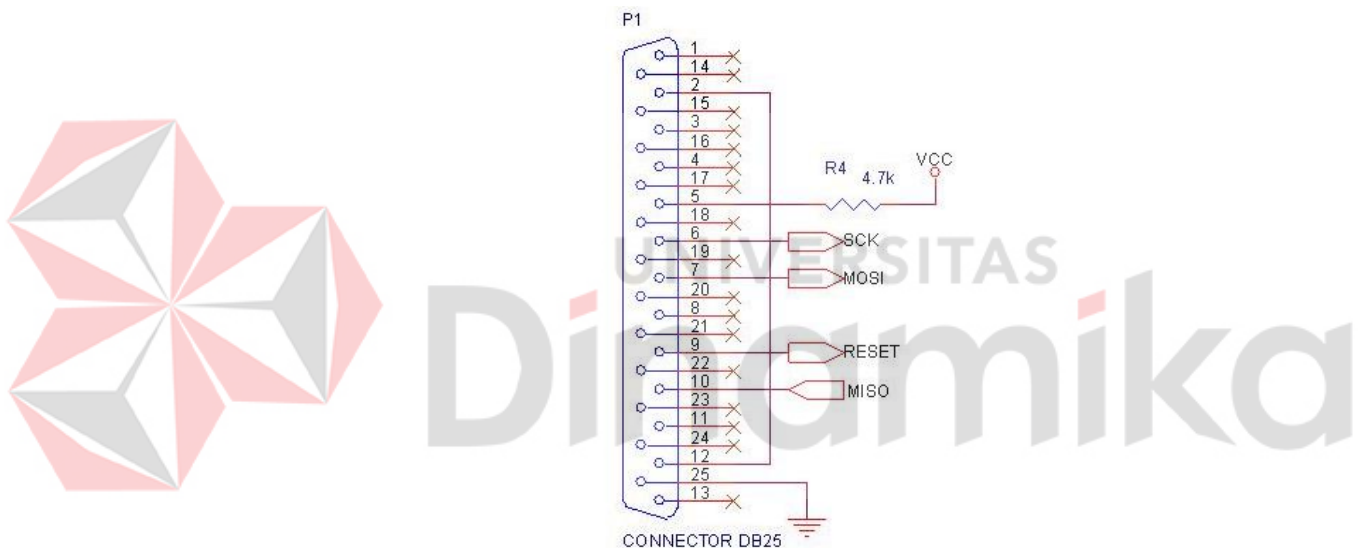 P1
1
14
2
15
3
16
4
17
5
18
6
19
7
20
8
21
9
22
10
23
11
24
12
25
13
R4 4.7k
VCC
SCK
MOSI
RESET
MISO
CONNECTOR DB25
UNIVERSITAS
Dinamika